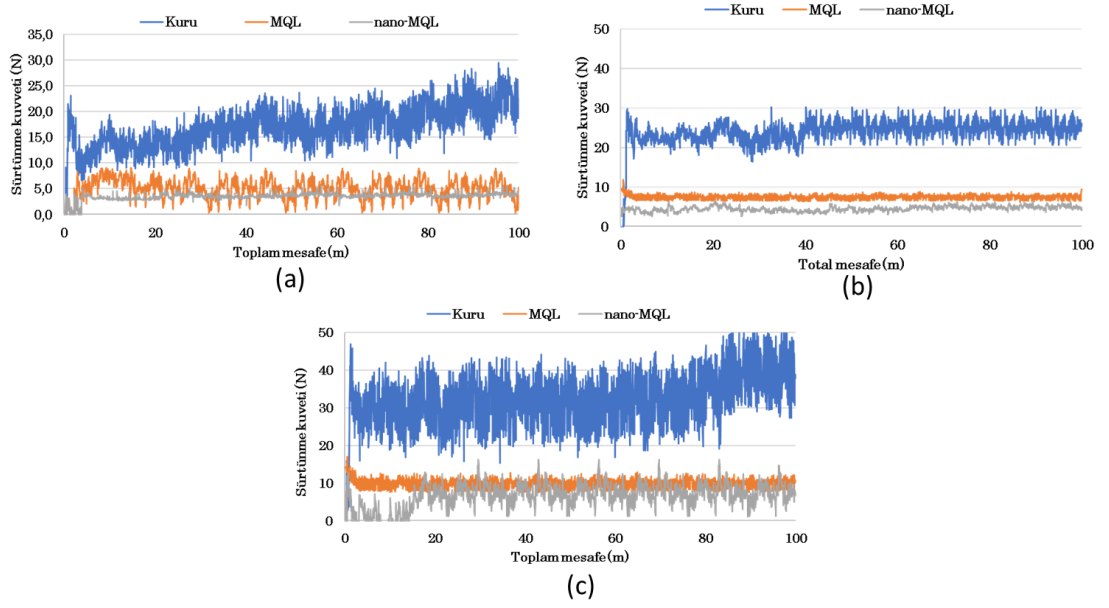 Kuru MQL nano-MQL
35,0
30,0
25,0
20,0
15,0
10,0
5,0
0,0
Sürtünme kuvveti (N)
0 20 40 60 80 100
Toplam mesafe (m)
(a)
Kuru MQL nano-MQL
50
40
30
20
10
0
Sürtünme kuvveti (N)
0 20 40 60 80 100
Total mesafe (m)
(b)
Kuru MQL nano-MQL
50
40
30
20
10
0
Sürtünme kuveti (N)
0 20 40 60 80 100
Toplam mesafe (m)
(c)